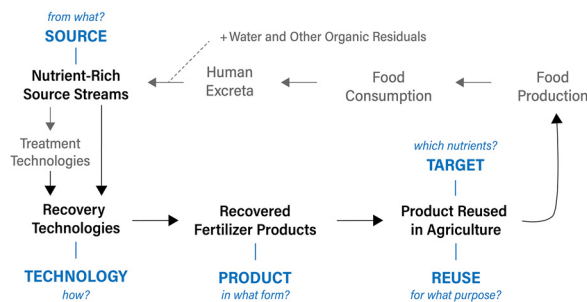 from what?
SOURCE
+ Water and Other Organic Residuals
Nutrient-Rich
Source Streams
Human
Excreta
Food
Consumption
Food
Production
Treatment
Technologies
which nutrients?
TARGET
Recovery
Technologies
Recovered
Fertilizer Products
Product Reused
in Agriculture
TECHNOLOGY
how?
PRODUCT
in what form?
REUSE
for what purpose?